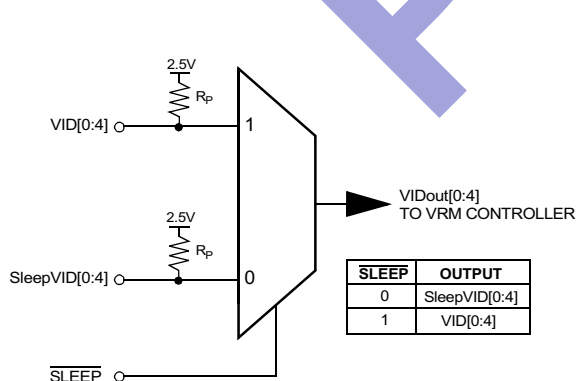 2.5V
RP
VID[0:4]
1
VIDout[0:4]
TO VRM CONTROLLER
2.5V
RP
SleepVID[0:4]
0
SLEEP OUTPUT
0 SleepVID[0:4]
1 VID[0:4]
SLEEP